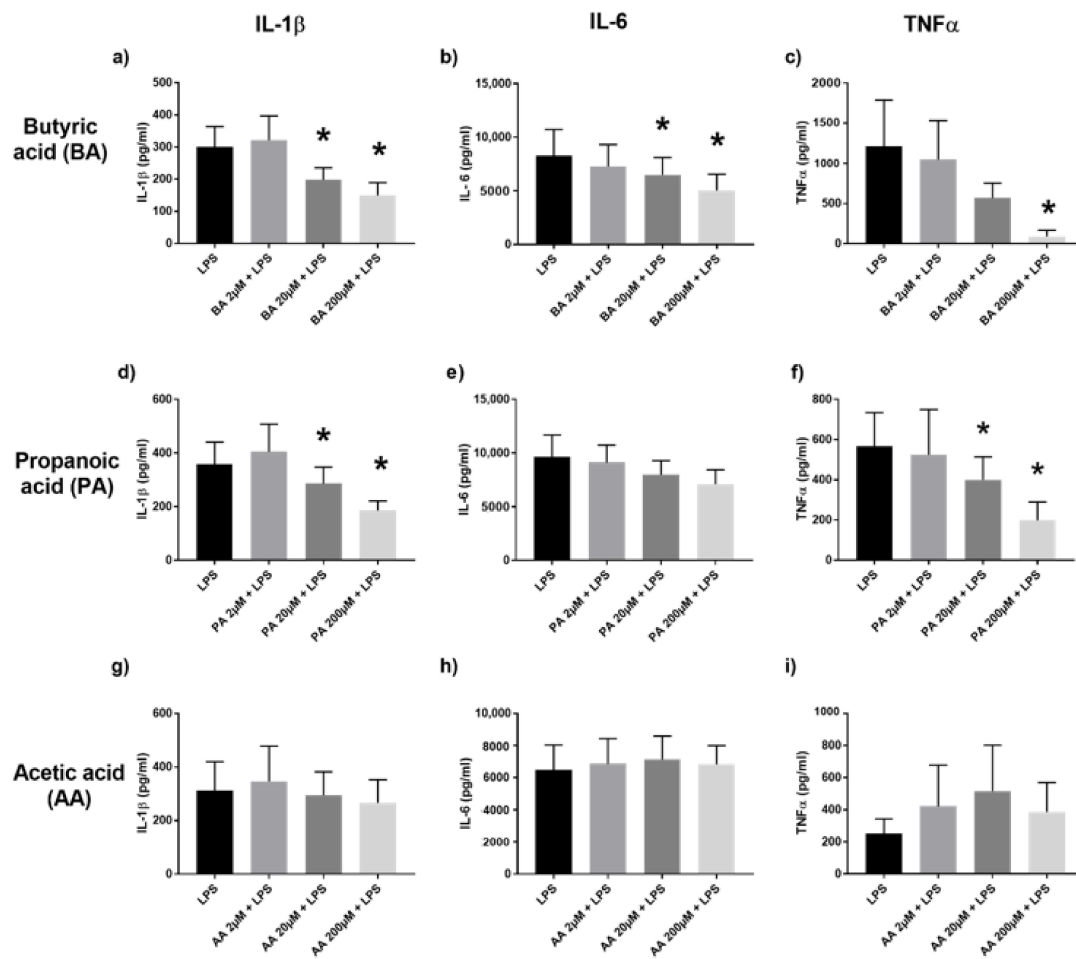 IL-1β
IL-6
TNFα
Butyric
acid (BA)
a)
IL-1β (pg/ml)
500
400
300
200
100
0
*
*
LPS
BA 2μM + LPS
BA 20μM + LPS
BA 200μM + LPS
b)
IL- 6 (pg/ml)
15,000
10,000
5000
0
*
*
LPS
BA 2μM + LPS
BA 20μM + LPS
BA 200μM + LPS
c)
TNFα (pg/ml)
2000
1500
1000
500
0
*
LPS
BA 2μM + LPS
BA 20μM + LPS
BA 200μM + LPS
Propanoic
acid (PA)
d)
IL-1β (pg/ml)
600
400
200
0
*
*
LPS
PA 2μM + LPS
PA 20μM + LPS
PA 200μM + LPS
e)
IL-6 (pg/ml)
15,000
10,000
5000
0
LPS
PA 2μM + LPS
PA 20μM + LPS
PA 200μM + LPS
f)
TNFα (pg/ml)
800
600
400
200
0
*
*
LPS
PA 2μM + LPS
PA 20μM + LPS
PA 200μM + LPS
Acetic acid
(AA)
g)
IL-1β (pg/ml)
600
400
200
0
LPS
AA 2μM + LPS
AA 20μM + LPS
AA 200μM + LPS
h)
IL-6 (pg/ml)
10,000
8000
6000
4000
2000
0
LPS
AA 2μM + LPS
AA 20μM + LPS
AA 200μM + LPS
i)
TNFα (pg/ml)
1000
800
600
400
200
0
LPS
AA 2μM + LPS
AA 20μM + LPS
AA 200μM + LPS